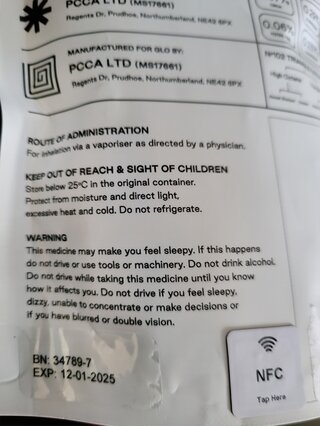 PCCA LTD (MS17661)
Regents Dr, Prudhoe, Northumberland, NE42 6PX
0.06%
MANUFACTURED FOR GLO BY:
PCCA LTD (MS17661)
Regents Dr, Prudhoe, Northumberland, NE42 6PX
ROUTE OF ADMINISTRATION
For inhalation via a vaporiser as directed by a physician.
KEEP OUT OF REACH & SIGHT OF CHILDREN
Store below 25°C in the original container.
Protect from moisture and direct light,
excessive heat and cold. Do not refrigerate.
WARNING
This medicine may make you feel sleepy. If this happens
do not drive or use tools or machinery. Do not drink alcohol.
Do not drive while taking this medicine until you know
how it affects you. Do not drive if you feel sleepy,
dizzy, unable to concentrate or make decisions or
if you have blurred or double vision.
BN: 34789-7
EXP: 12-01-2025
NFC
Tap Here